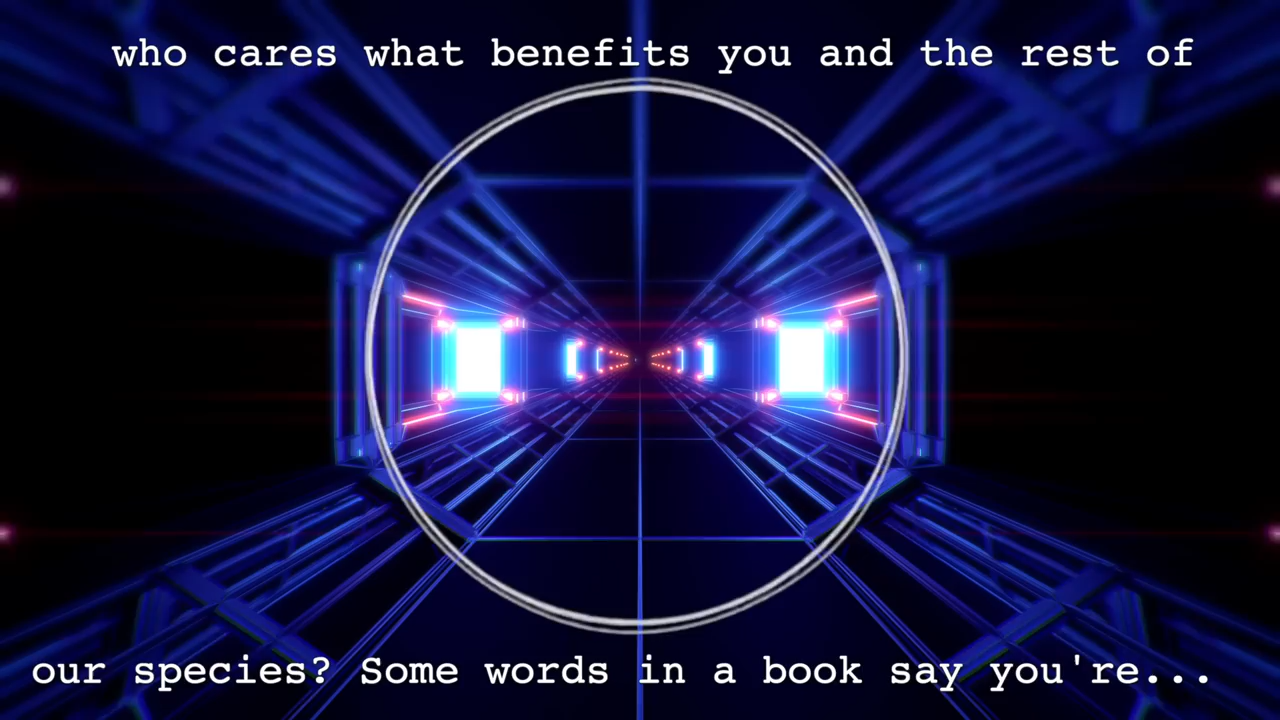 who cares what benefits you and the rest of
our species? Some words in a book say you're...